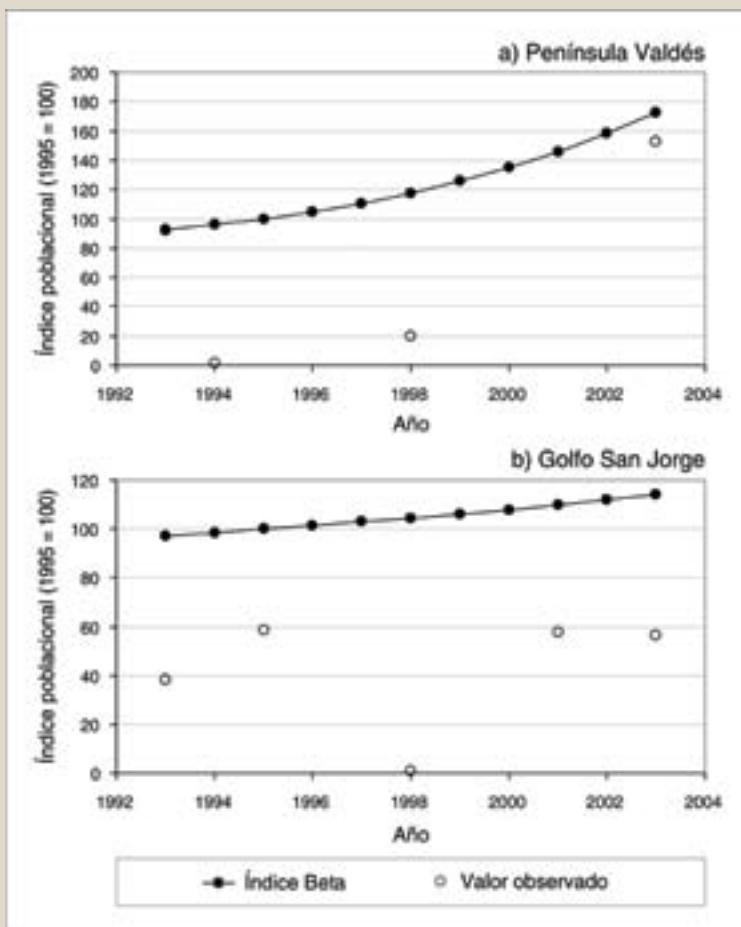 a) Península Valdés
Índice poblacional (1995 = 100)
200
180
160
140
120
100
80
60
40
20
0
1992 1994 1996 1998 2000 2002 2004
Año
b) Golfo San Jorge
Índice poblacional (1995 = 100)
120
100
80
60
40
20
0
1992 1994 1996 1998 2000 2002 2004
Año
Índice Beta Valor observado